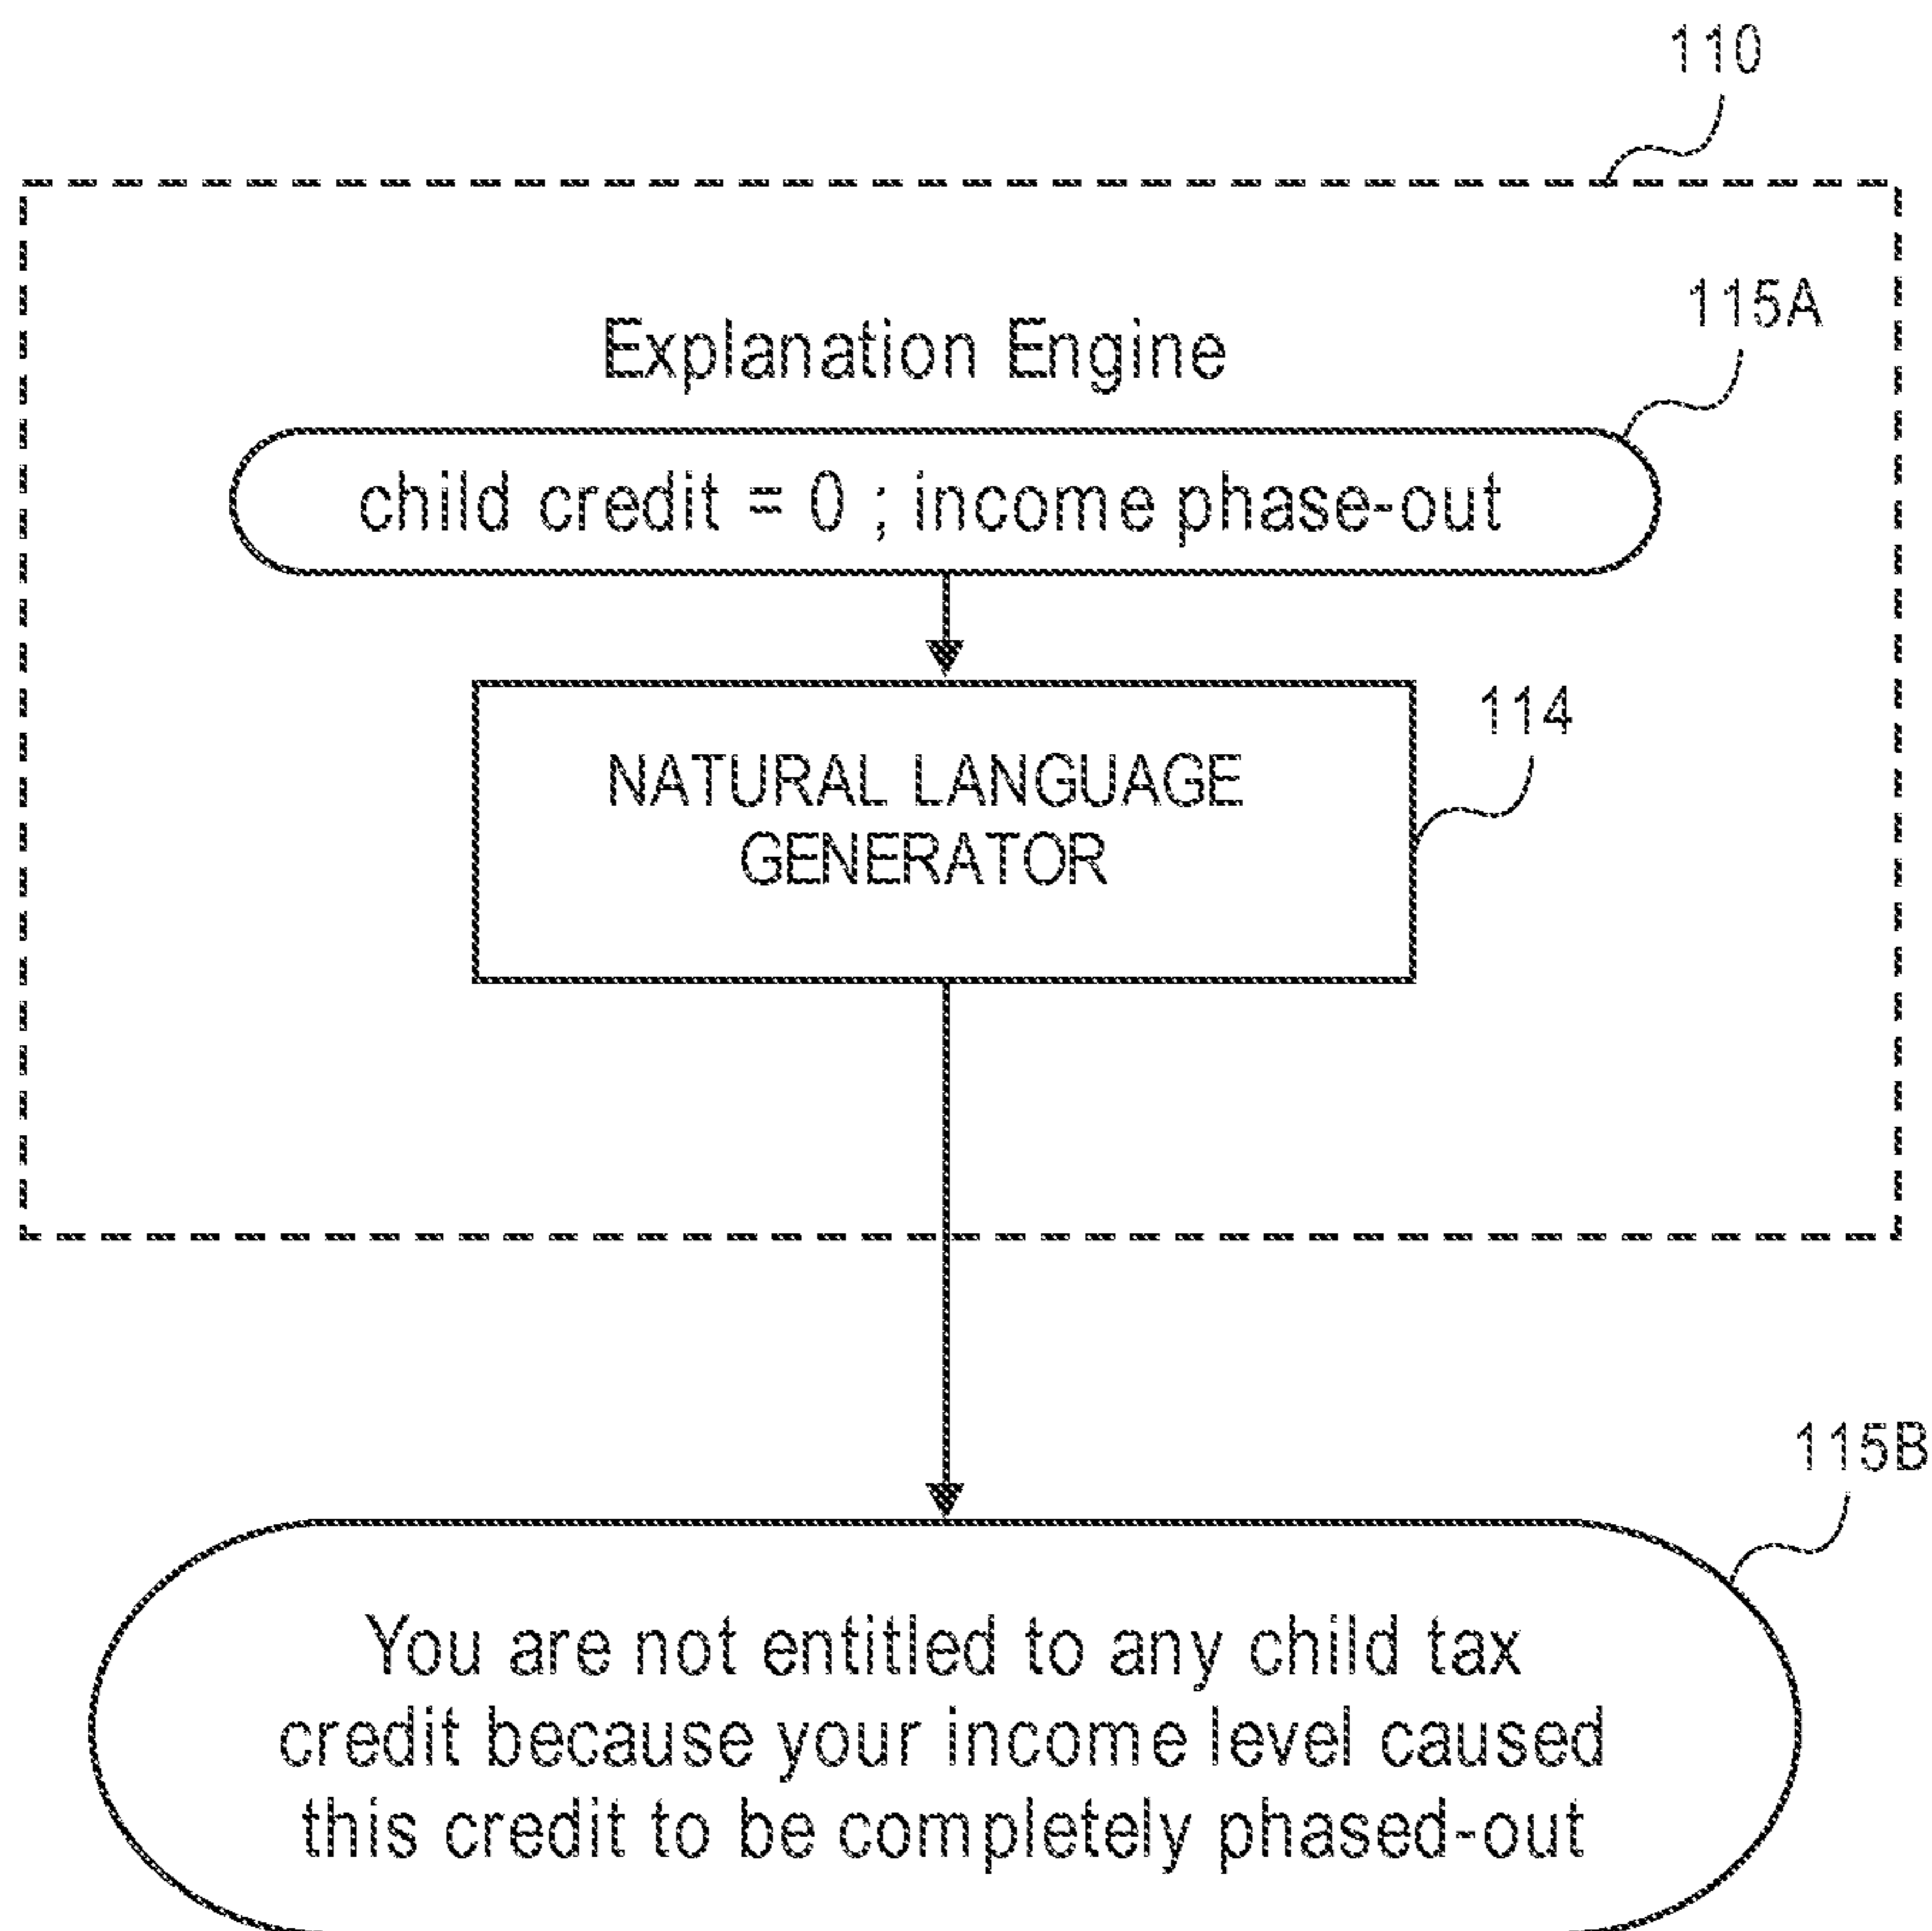 110
115A
Explanation Engine
child credit = 0 ; income phase-out
114
NATURAL LANGUAGE
GENERATOR
115B
You are not entitled to any child tax
credit because your income level caused
this credit to be completely phased-out